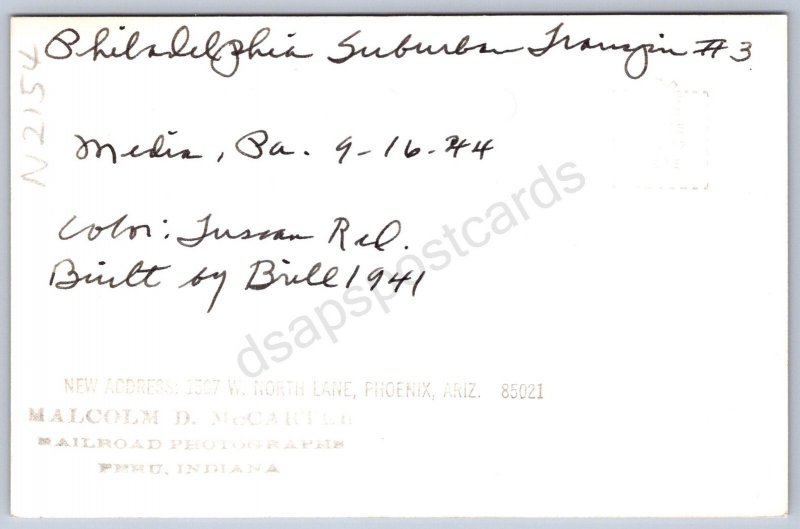 Philadelphia Suburban Transpn #3
N2154
Media, Pa. 9-16-44
Color: Tuscan Red.
Built by Brill 1941
dsapspostcards
NEW ADDRESS: 1507 W. NORTH LANE, PHOENIX, ARIZ. 85021
MALCOLM D. McCARTER
RAILROAD PHOTOGRAPHS
PERU, INDIANA